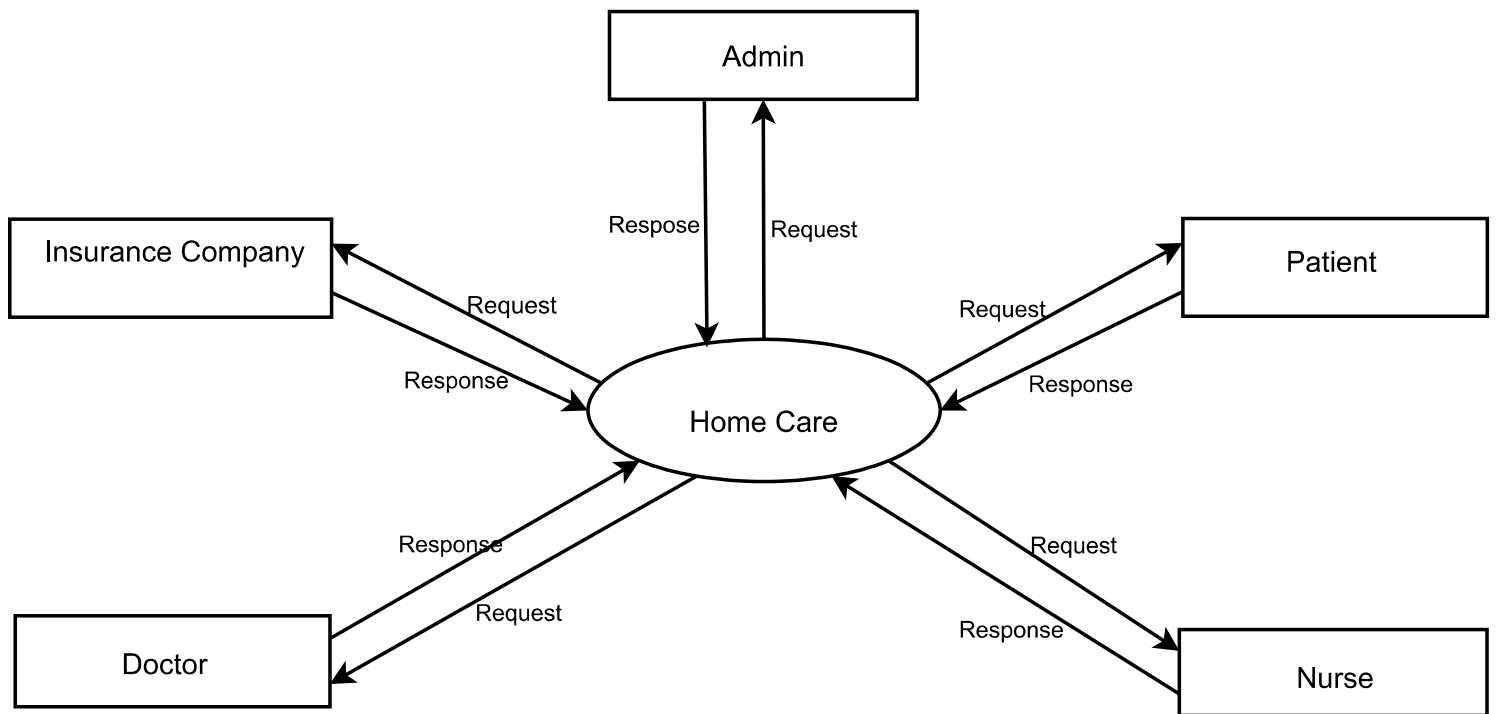 Admin
Respose
Request
Insurance Company
Patient
Request
Request
Response
Response
Home Care
Response
Request
Request
Response
Doctor
Nurse